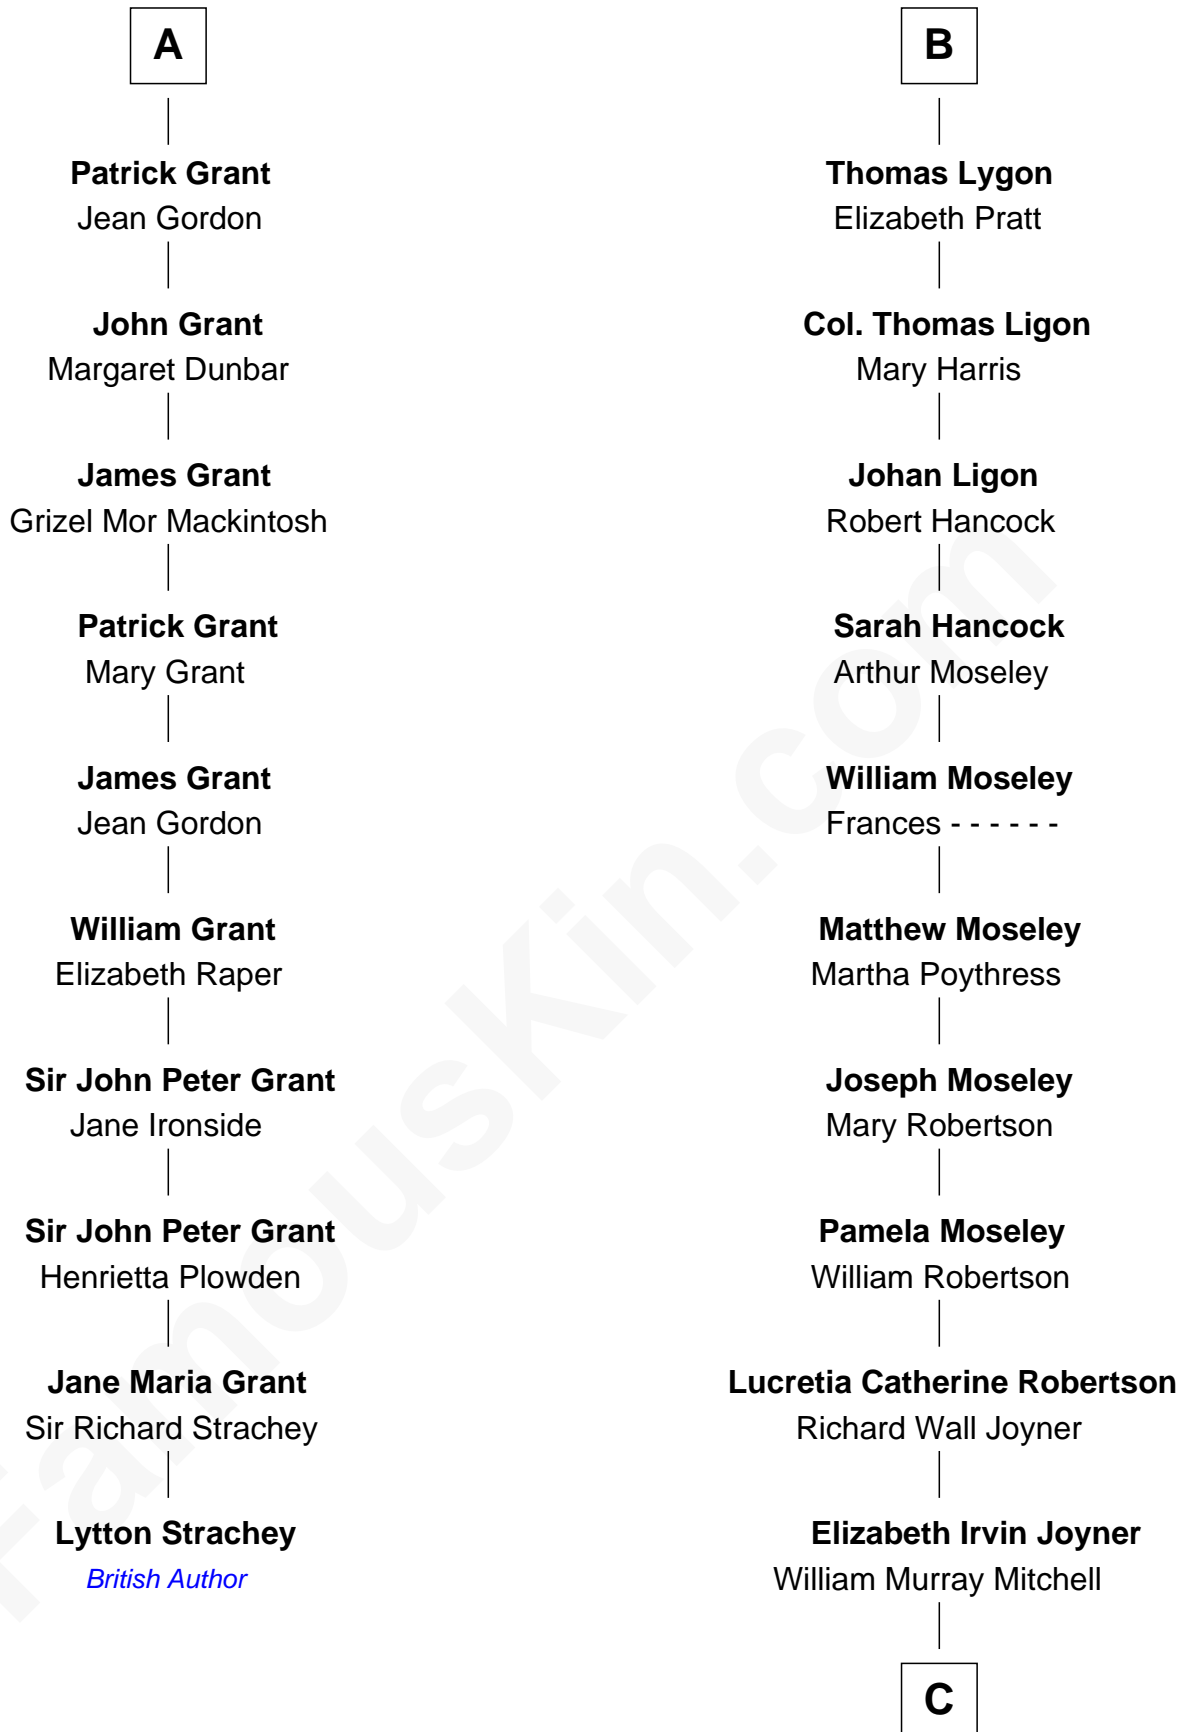 A
Patrick Grant
Jean Gordon
John Grant
Margaret Dunbar
James Grant
Grizel Mor Mackintosh
Patrick Grant
Mary Grant
James Grant
Jean Gordon
William Grant
Elizabeth Raper
Sir John Peter Grant
Jane Ironside
Sir John Peter Grant
Henrietta Plowden
Jane Maria Grant
Sir Richard Strachey
Lytton Strachey
British Author
B
Thomas Lygon
Elizabeth Pratt
Col. Thomas Ligon
Mary Harris
Johan Ligon
Robert Hancock
Sarah Hancock
Arthur Moseley
William Moseley
Frances - - - - - -
Matthew Moseley
Martha Poythress
Joseph Moseley
Mary Robertson
Pamela Moseley
William Robertson
Lucretia Catherine Robertson
Richard Wall Joyner
Elizabeth Irvin Joyner
William Murray Mitchell
C
FamousKin.com